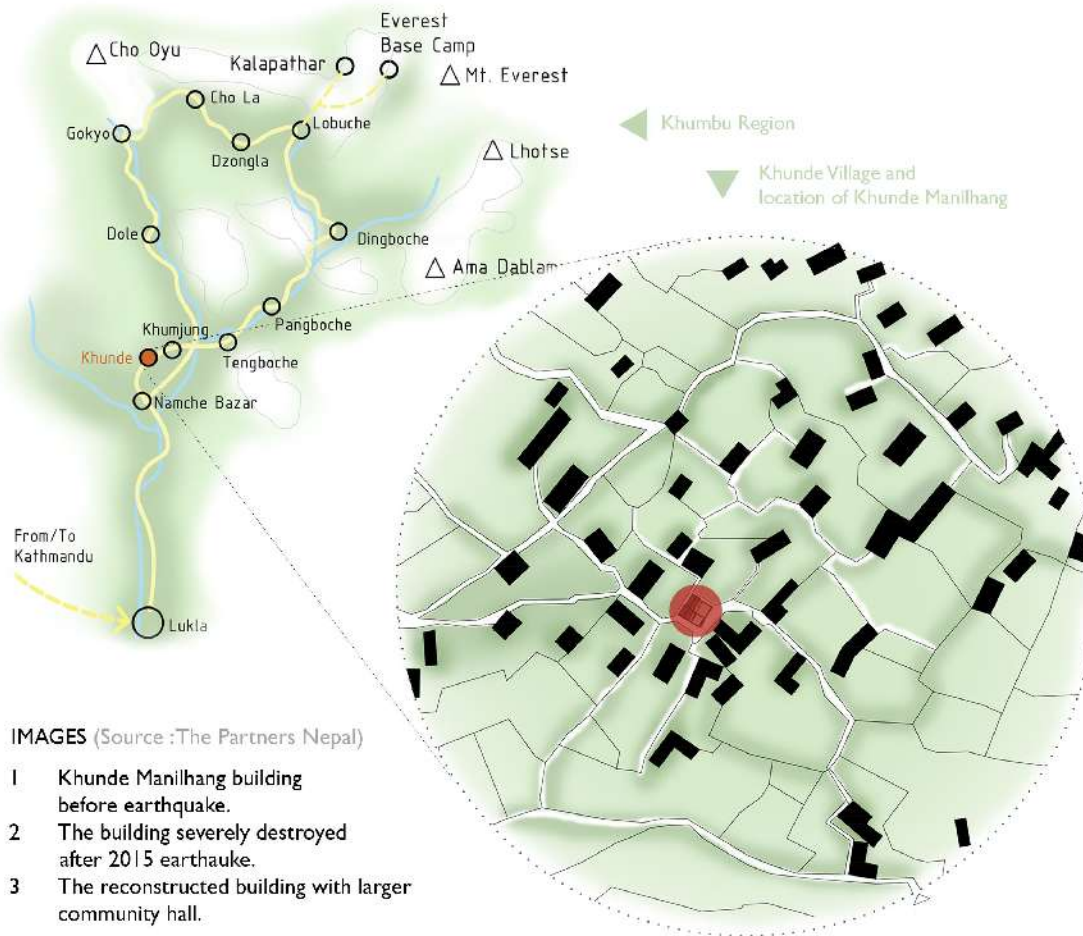 Cho Oyu
Everest
Base Camp
Kalapathar
Mt. Everest
Cho La
Gokyo
Lobuche
Dzongla
Khumbu Region
Lhotse
Khunde Village and
location of Khunde Manilhang
Dole
Dingboche
Ama Dablam
Pangboche
Khumjung
Khunde
Tengboche
Namche Bazar
From/To
Kathmandu
Lukla
IMAGES (Source :The Partners Nepal)
1 Khunde Manilhang building
before earthquake.
2 The building severely destroyed
after 2015 earthauke.
3 The reconstructed building with larger
community hall.